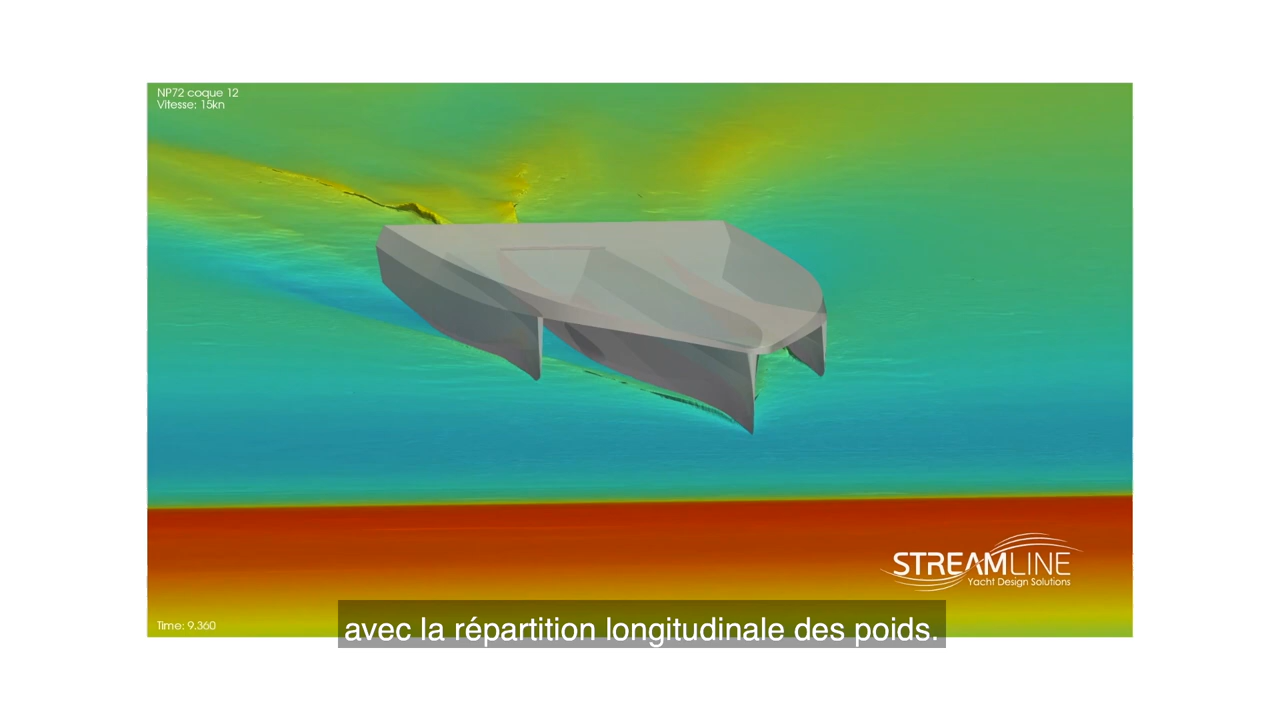 NP72 coque 12
Vitesse: 15kn
STREAMLINE
Yacht Design Solutions
Time: 9.360
avec la répartition longitudinale des poids.